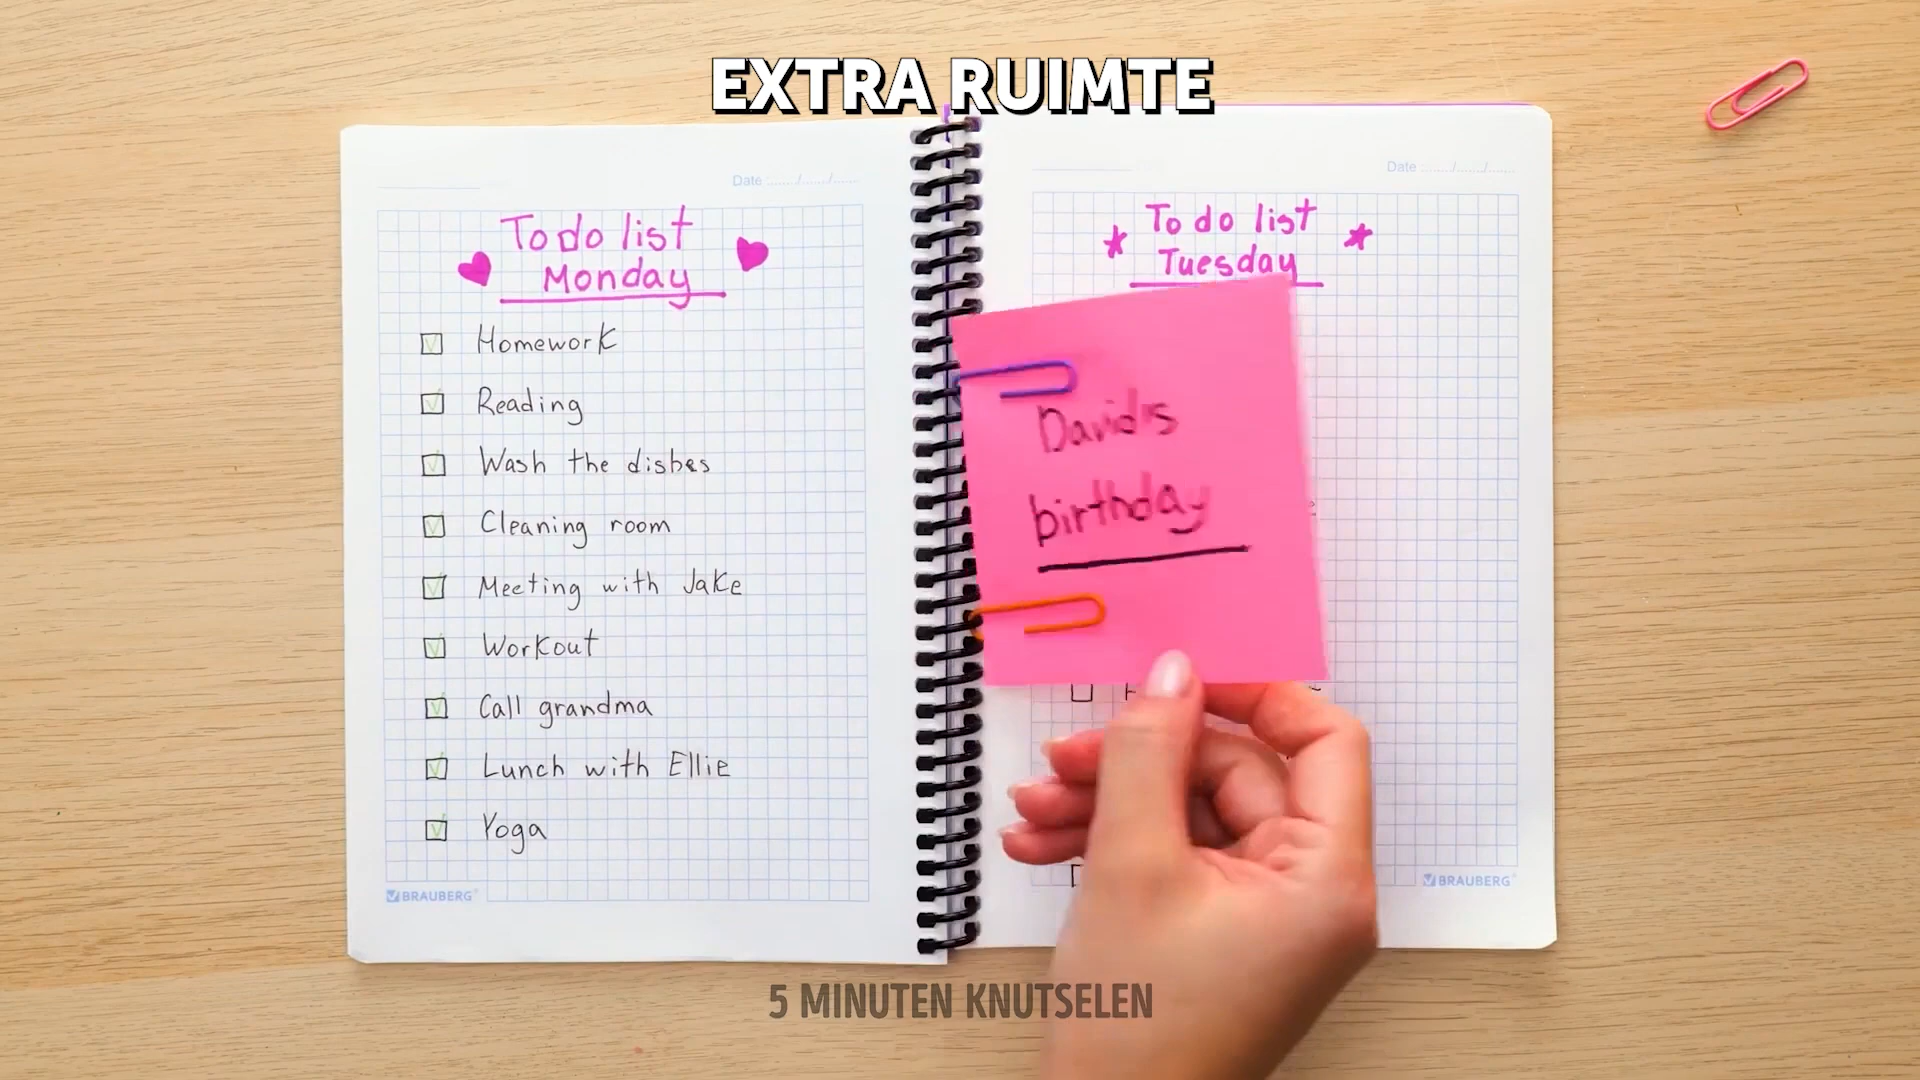 EXTRA RUIMTE
Date :....../....../......
To do list
Monday
Homework
Reading
Wash the dishes
Cleaning room
Meeting with Jake
Workout
Call grandma
Lunch with Ellie
Yoga
BRAUBERG®
Date :....../....../......
To do list
Tuesday
David's
birthday
BRAUBERG®
5 MINUTEN KNUTSELEN